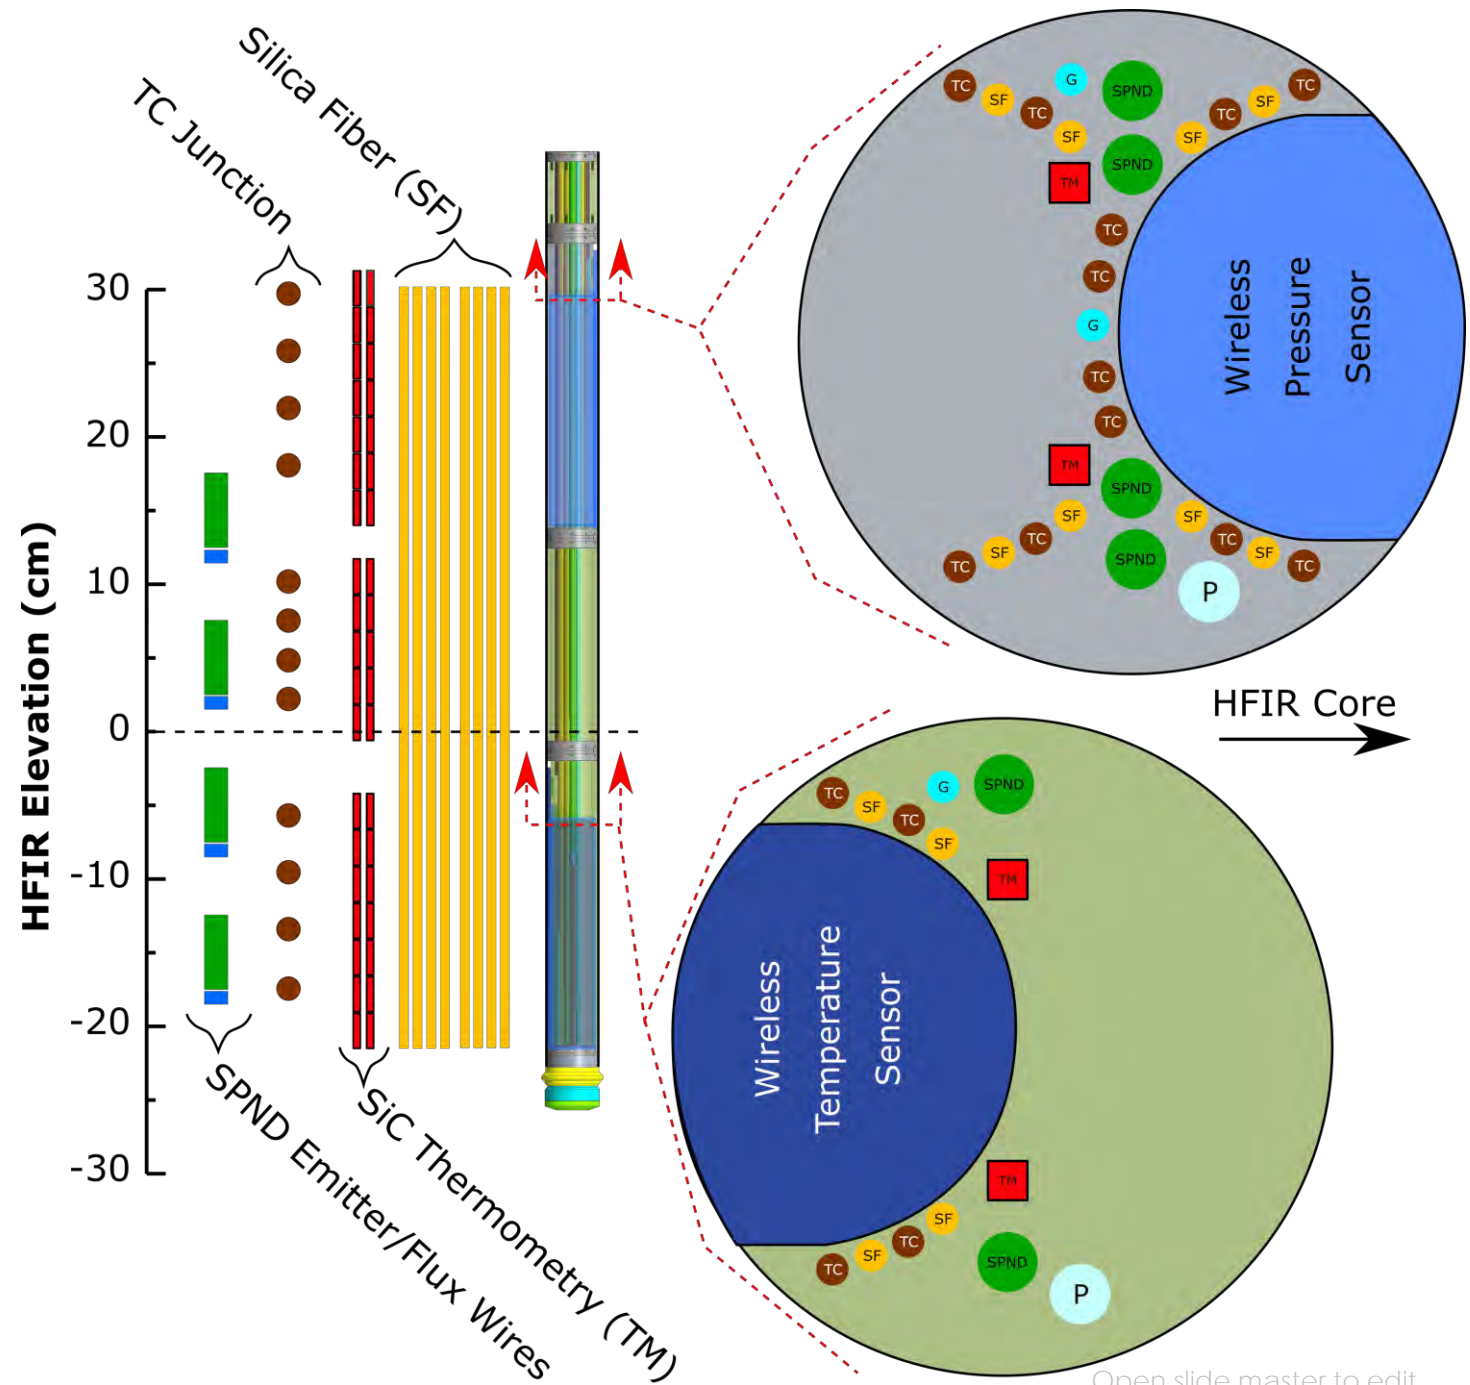 Silica Fiber (SF)
TC Junction
HFIR Elevation (cm)
30
20
10
0
-10
-20
-30
SPND Emitter/Flux Wires
SiC Thermometry (TM)
TC
SF
TC
SF
G
SPND
SPND
SF
TC
SF
TC
TM
TC
TC
G
TC
TC
TM
Wireless
Pressure
Sensor
SPND
SPND
SF
TC
SF
TC
SF
TC
SF
TC
P
HFIR Core
TC
SF
TC
SF
G
SPND
TM
Wireless
Temperature
Sensor
TM
SF
TC
SF
TC
SPND
P
Open slide master to edit